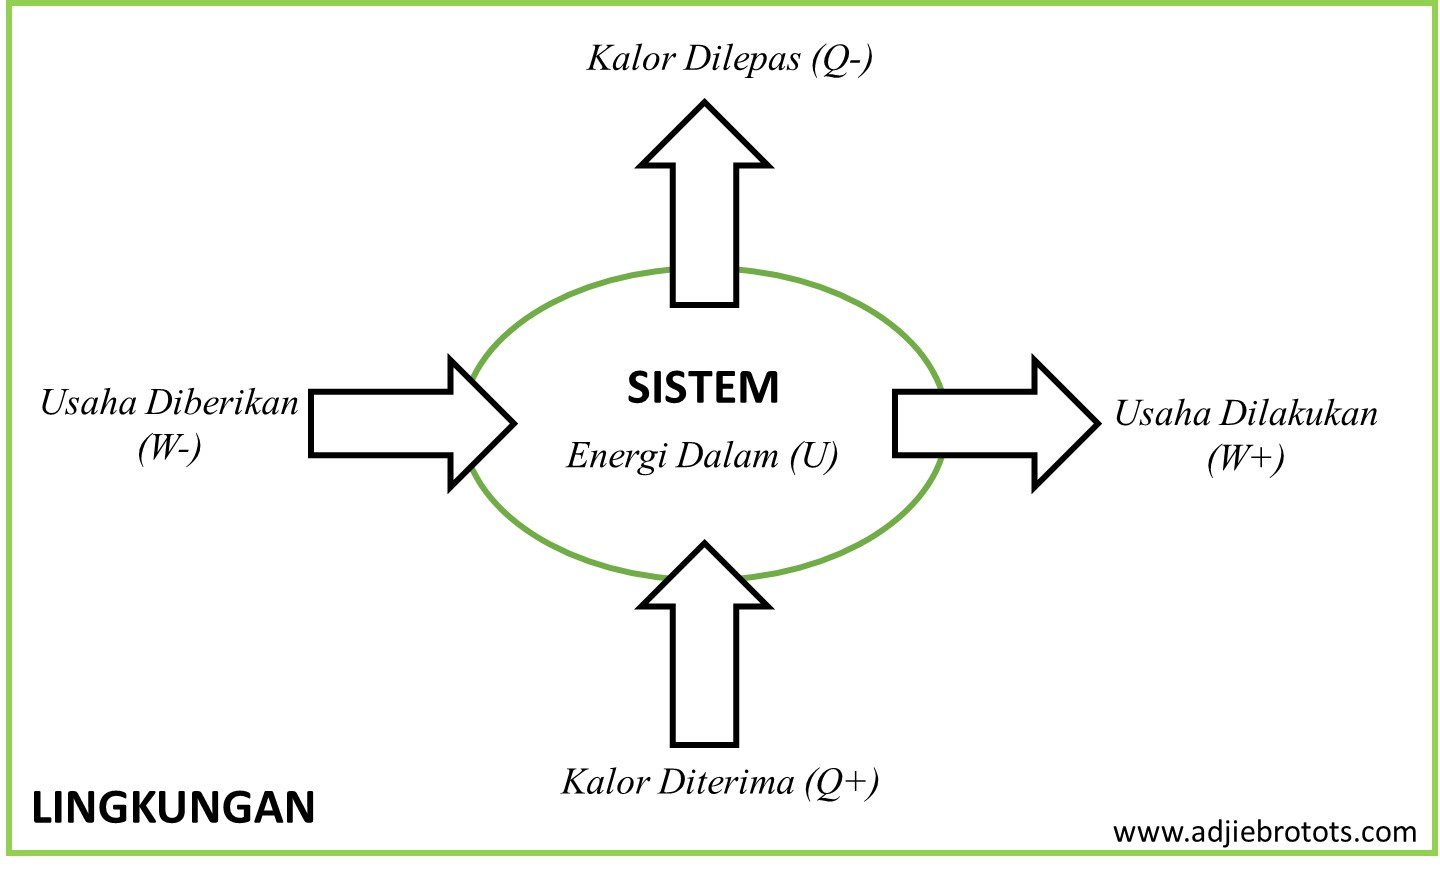 Kalor Dilepas (Q-)
Usaha Diberikan
(W-)
SISTEM
Energi Dalam (U)
Usaha Dilakukan
(W+)
Kalor Diterima (Q+)
LINGKUNGAN
www.adjiebrotots.com